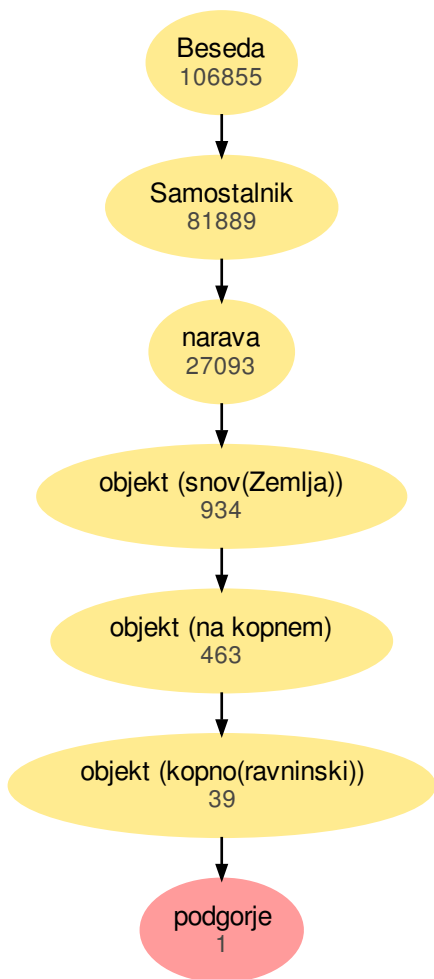 Beseda
106855
Samostalnik
81889
narava
27093
objekt (snov(Zemlja))
934
objekt (na kopnem)
463
objekt (kopno(ravninski))
39
podgorje
1